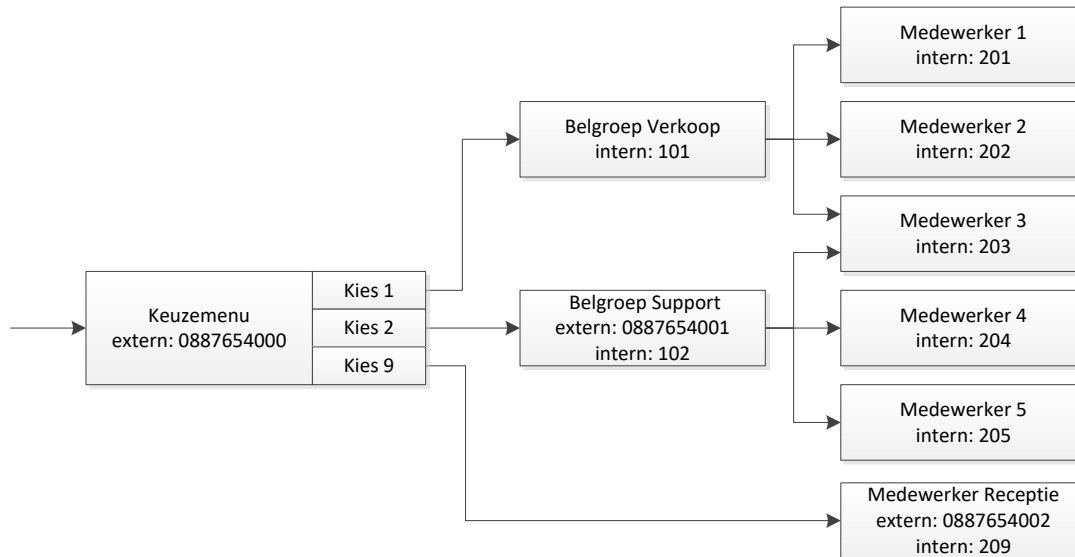 Keuzemenu
extern: 0887654000
Kies 1
Kies 2
Kies 9
Belgroep Verkoop
intern: 101
Belgroep Support
extern: 0887654001
intern: 102
Medewerker 1
intern: 201
Medewerker 2
intern: 202
Medewerker 3
intern: 203
Medewerker 4
intern: 204
Medewerker 5
intern: 205
Medewerker Receptie
extern: 0887654002
intern: 209